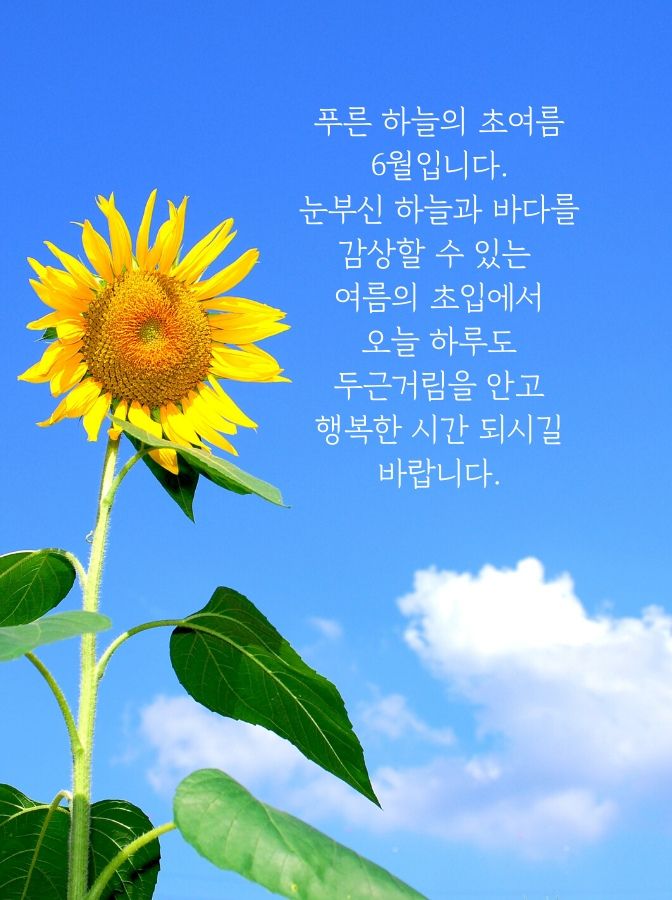 푸른 하늘의 초여름
6월입니다.
눈부신 하늘과 바다를
감상할 수 있는
여름의 초입에서
오늘 하루도
두근거림을 안고
행복한 시간 되시길
바랍니다.